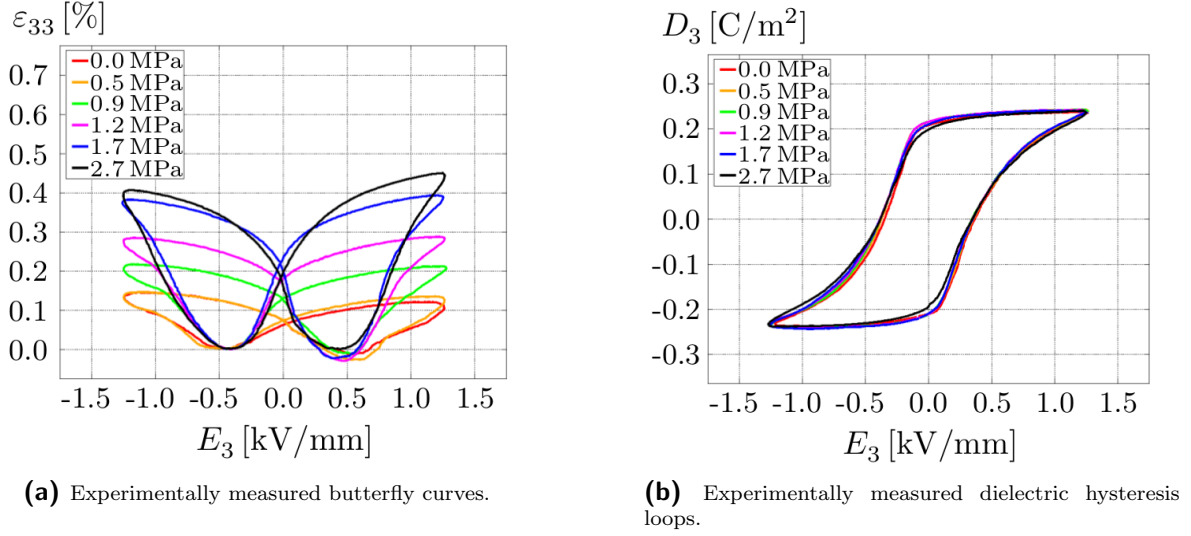 ε₃₃ [%]
0.7
0.6
0.5
0.4
0.3
0.2
0.1
0.0
0.0 MPa
0.5 MPa
0.9 MPa
1.2 MPa
1.7 MPa
2.7 MPa
-1.5 -1.0 -0.5 0.0 0.5 1.0 1.5
E₃ [kV/mm]
(a) Experimentally measured butterfly curves.
D₃ [C/m²]
0.3
0.2
0.1
0.0
-0.1
-0.2
-0.3
0.0 MPa
0.5 MPa
0.9 MPa
1.2 MPa
1.7 MPa
2.7 MPa
-1.5 -1.0 -0.5 0.0 0.5 1.0 1.5
E₃ [kV/mm]
(b) Experimentally measured dielectric hysteresis
loops.